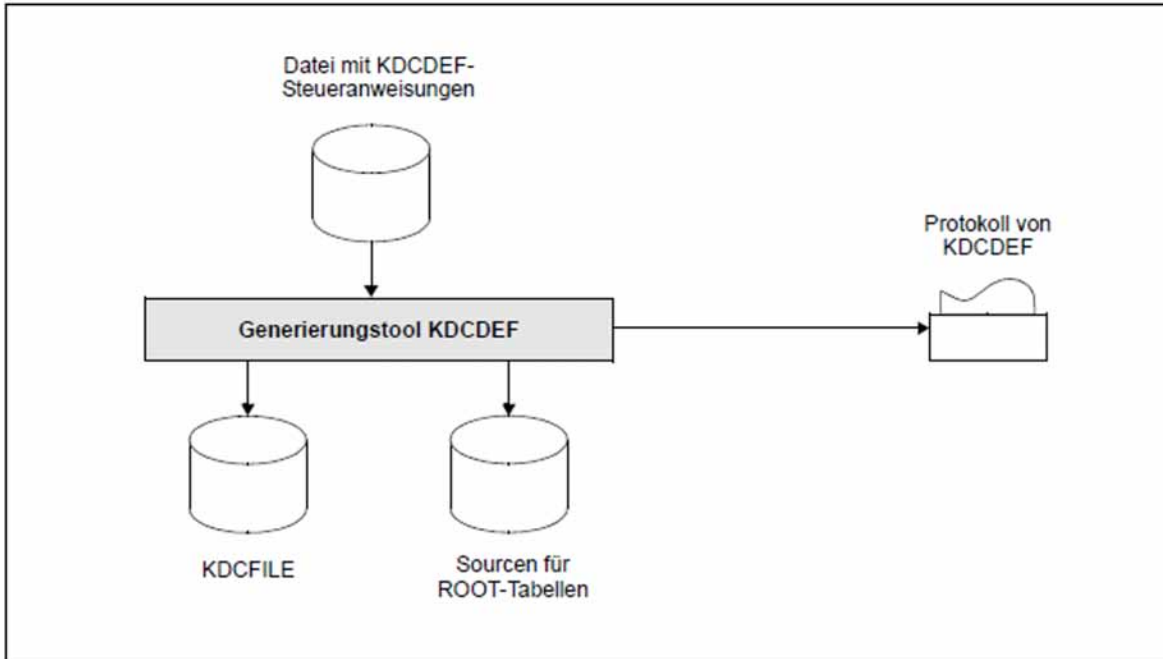 Datei mit KDCDEF-
Steueranweisungen
Protokoll von
KDCDEF
Generierungstool KDCDEF
KDCFILE
Sourcen für
ROOT-Tabellen